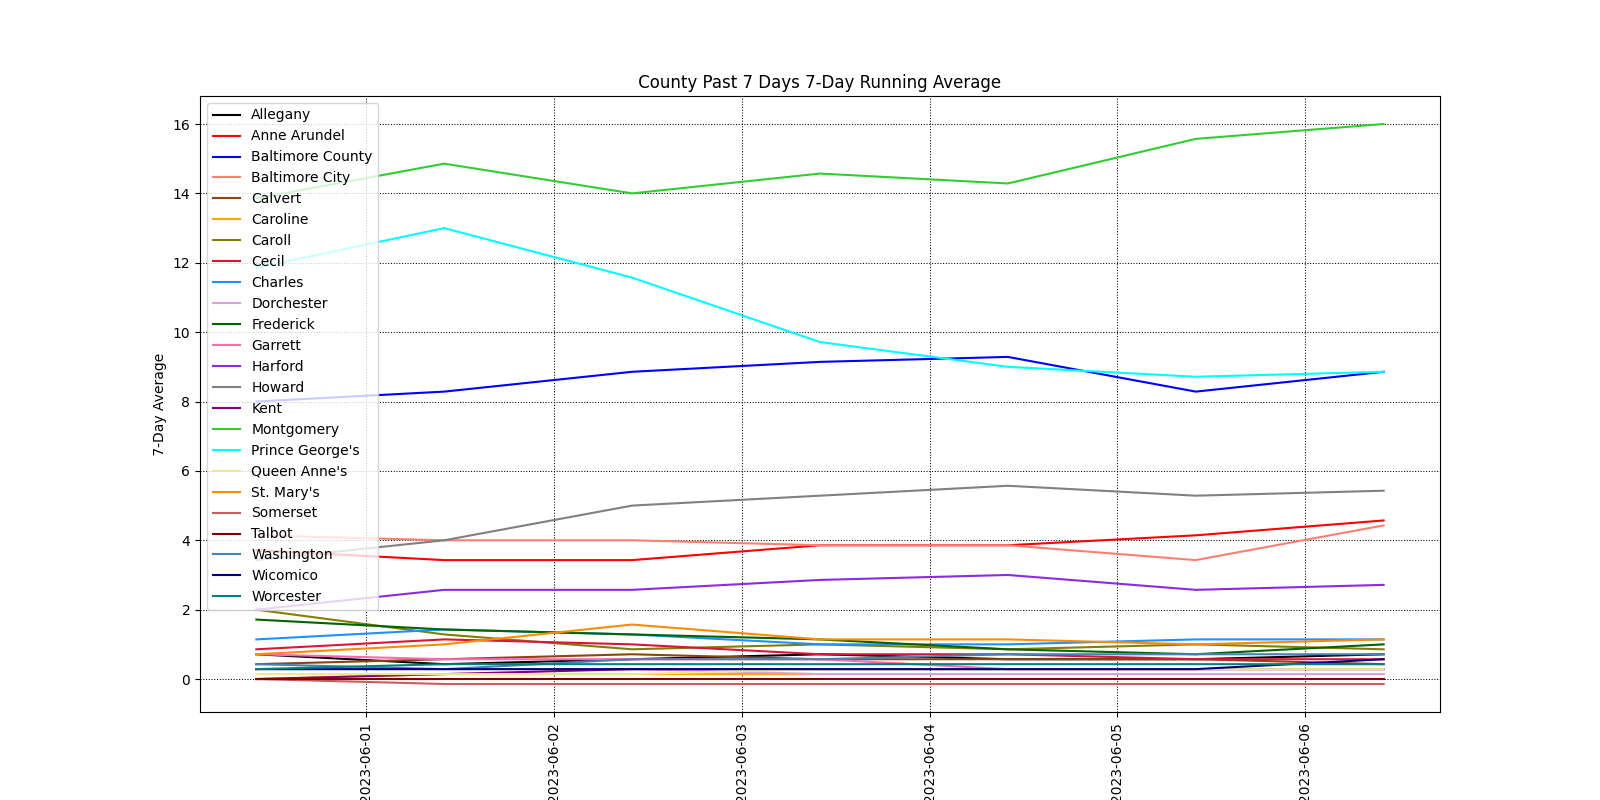 County Past 7 Days 7-Day Running Average
7-Day Average
16
14
12
10
8
6
4
2
0
Allegany
Anne Arundel
Baltimore County
Baltimore City
Calvert
Caroline
Caroll
Cecil
Charles
Dorchester
Frederick
Garrett
Harford
Howard
Kent
Montgomery
Prince George's
Queen Anne's
St. Mary's
Somerset
Talbot
Washington
Wicomico
Worcester
2023-06-01
2023-06-02
2023-06-03
2023-06-04
2023-06-05
2023-06-06